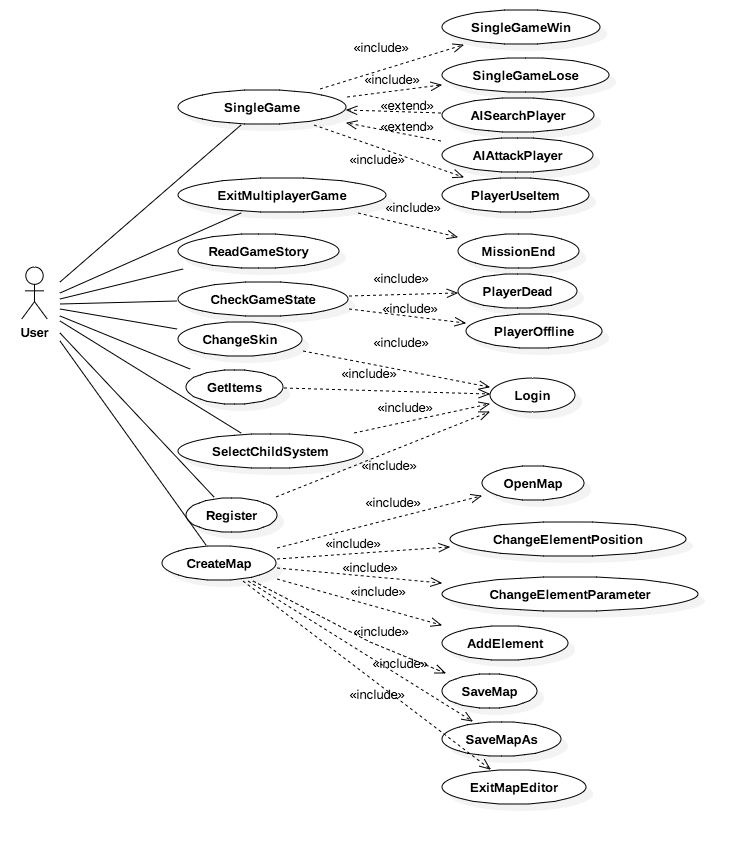 SingleGameWin
«include»
«include»
SingleGameLose
SingleGame
«extend»
AISearchPlayer
«extend»
AIAttackPlayer
«include»
ExitMultiplayerGame
PlayerUseItem
«include»
ReadGameStory
MissionEnd
«include»
CheckGameState
PlayerDead
«include»
User
ChangeSkin
PlayerOffline
«include»
«include»
GetItems
Login
«include»
SelectChildSystem
«include»
OpenMap
«include»
Register
ChangeElementPosition
«include»
CreateMap
«include»
ChangeElementParameter
«include»
«include»
AddElement
«include»
SaveMap
«include»
SaveMapAs
ExitMapEditor